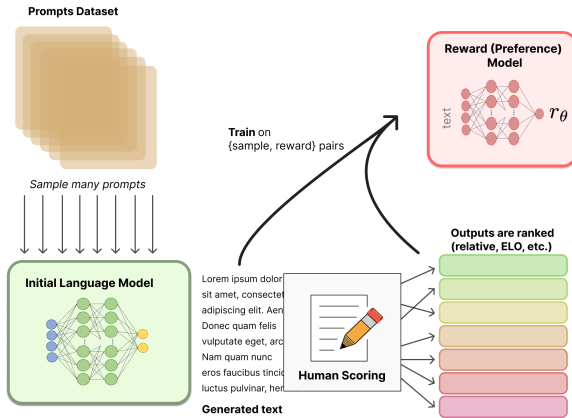 Prompts Dataset
Sample many prompts
Initial Language Model
Train on
{sample, reward} pairs
Reward (Preference)
Model
text
rθ
Outputs are ranked
(relative, ELO, etc.)
Lorem ipsum dolor
sit amet, consectet
adipiscing elit. Aen
Donec quam felis
vulputate eget, arc
Nam quam nunc
eros faucibus tincid
luctus pulvinar, her
Generated text
Human Scoring